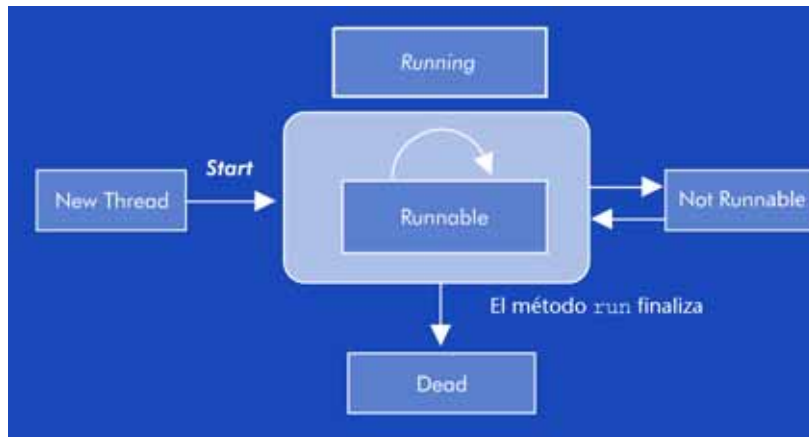 Running
Start
New Thread
Runnable
Not Runnable
El método run finaliza
Dead